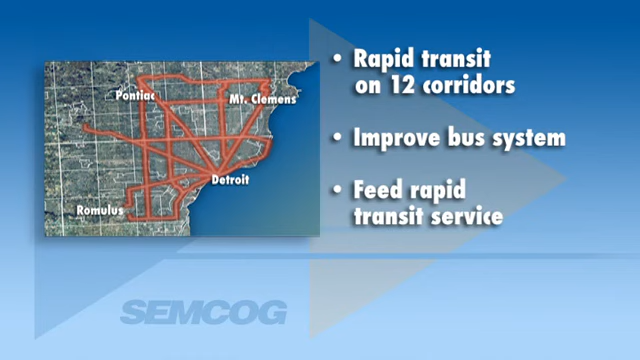 Pontiac
Mt. Clemens
Detroit
Romulus
• Rapid transit
on 12 corridors
• Improve bus system
• Feed rapid
transit service
SEMCOG